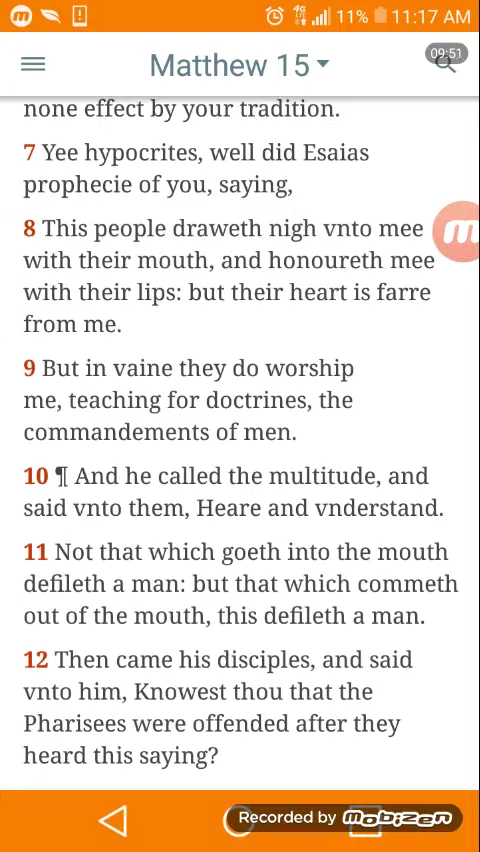 4G
11% 11:17 AM
Matthew 15
09:51
none effect by your tradition.
7 Yee hypocrites, well did Esaias
prophecie of you, saying,
8 This people draweth nigh vnto mee
with their mouth, and honoureth mee
with their lips: but their heart is farre
from me.
9 But in vaine they do worship
me, teaching for doctrines, the
commandements of men.
10 ¶ And he called the multitude, and
said vnto them, Heare and vnderstand.
11 Not that which goeth into the mouth
defileth a man: but that which commeth
out of the mouth, this defileth a man.
12 Then came his disciples, and said
vnto him, Knowest thou that the
Pharisees were offended after they
heard this saying?
Recorded by Mobizen